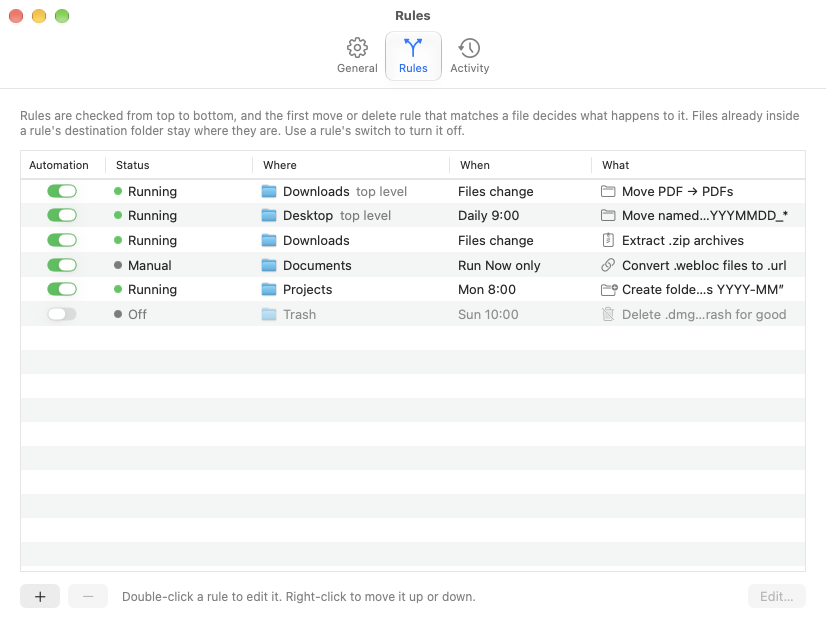 Rules
General Rules Activity
Rules are checked from top to bottom, and the first move or delete rule that matches a file decides what happens to it. Files already inside
a rule's destination folder stay where they are. Use a rule's switch to turn it off.
Automation Status Where When What
Running Downloads top level Files change Move PDF → PDFs
Running Desktop top level Daily 9:00 Move named...YYMMDD_*
Running Downloads Files change Extract .zip archives
Manual Documents Run Now only Convert .webloc files to .url
Running Projects Mon 8:00 Create folde...s YYYY-MM”
Off Trash Sun 10:00 Delete .dmg...rash for good
+ − Double-click a rule to edit it. Right-click to move it up or down. Edit...